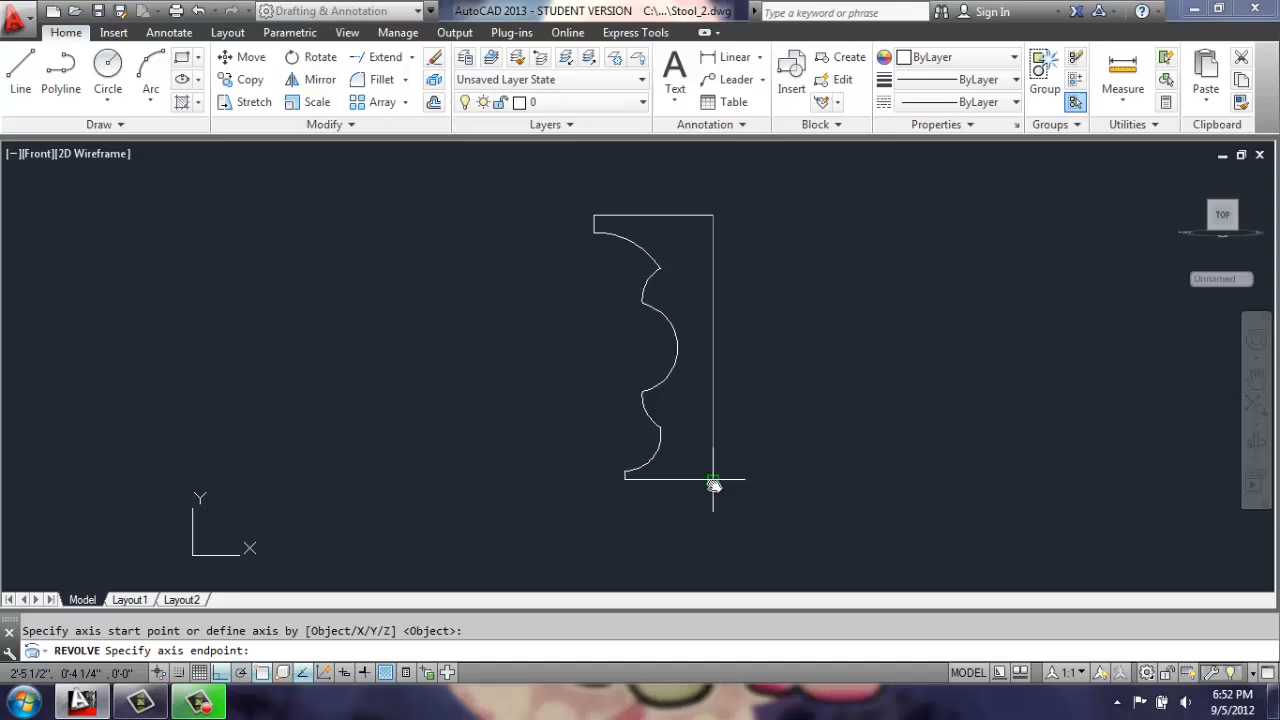 Drafting & Annotation
AutoCAD 2013 - STUDENT VERSION C:\...\Stool_2.dwg
Type a keyword or phrase
Sign In
Home Insert Annotate Layout Parametric View Manage Output Plug-ins Online Express Tools
Line Polyline Circle Arc
Move Rotate Extend
Copy Mirror Fillet
Stretch Scale Array
Unsaved Layer State
0
Text
Linear
Leader
Table
Insert
Create
Edit
ByLayer
ByLayer
ByLayer
Group
Measure
Paste
Draw Modify Layers Annotation Block Properties Groups Utilities Clipboard
[−][Front][2D Wireframe]
TOP
Unnamed
Y
X
Model Layout1 Layout2
Specify axis start point or define axis by [Object/X/Y/Z] <Object>:
REVOLVE Specify axis endpoint:
2'-5 1/2", 0'-4 1/4", 0'-0"
MODEL
1:1
6:52 PM
9/5/2012